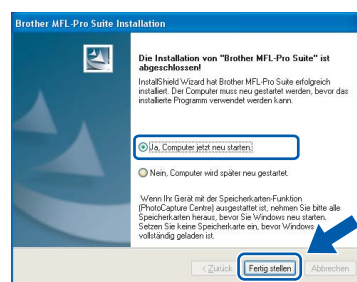 Brother MFL-Pro Suite Installation
Die Installation von "Brother MFL-Pro Suite" ist
abgeschlossen!
InstallShield Wizard hat Brother MFL-Pro Suite erfolgreich
installiert. Der Computer muss neu gestartet werden, bevor das
installierte Programm verwendet werden kann.
Ja, Computer jetzt neu starten.
Nein, Computer wird später neu gestartet.
Wenn Ihr Gerät mit der Speicherkarten-Funktion
(PhotoCapture Centre) ausgestattet ist, nehmen Sie bitte alle
Speicherkarten heraus, bevor Sie Windows neu starten.
Setzen Sie keine Speicherkarte ein, bevor Windows
vollständig geladen ist.
< Zurück Fertig stellen Abbrechen